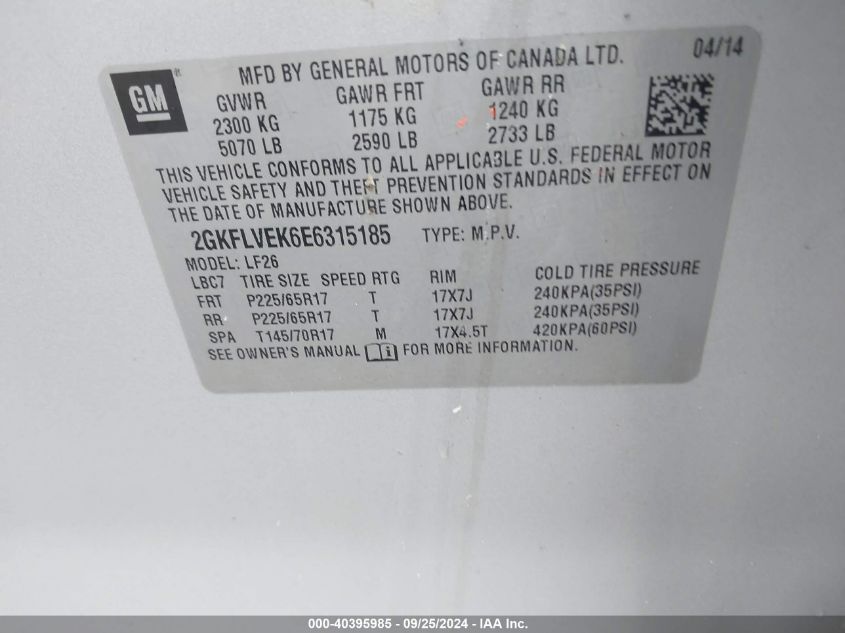 GM
®
MFD BY GENERAL MOTORS OF CANADA LTD. 04/14
GVWR GAWR FRT GAWR RR
2300 KG 1175 KG 1240 KG
5070 LB 2590 LB 2733 LB
THIS VEHICLE CONFORMS TO ALL APPLICABLE U.S. FEDERAL MOTOR
VEHICLE SAFETY AND THEFT PREVENTION STANDARDS IN EFFECT ON
THE DATE OF MANUFACTURE SHOWN ABOVE.
2GKFLVEK6E6315185 TYPE: M.P.V.
MODEL: LF26
LBC7 TIRE SIZE SPEED RTG RIM COLD TIRE PRESSURE
FRT P225/65R17 T 17X7J 240KPA(35PSI)
RR P225/65R17 T 17X7J 240KPA(35PSI)
SPA T145/70R17 M 17X4.5T 420KPA(60PSI)
SEE OWNER'S MANUAL FOR MORE INFORMATION.
000-40395985 - 09/25/2024 - IAA Inc.